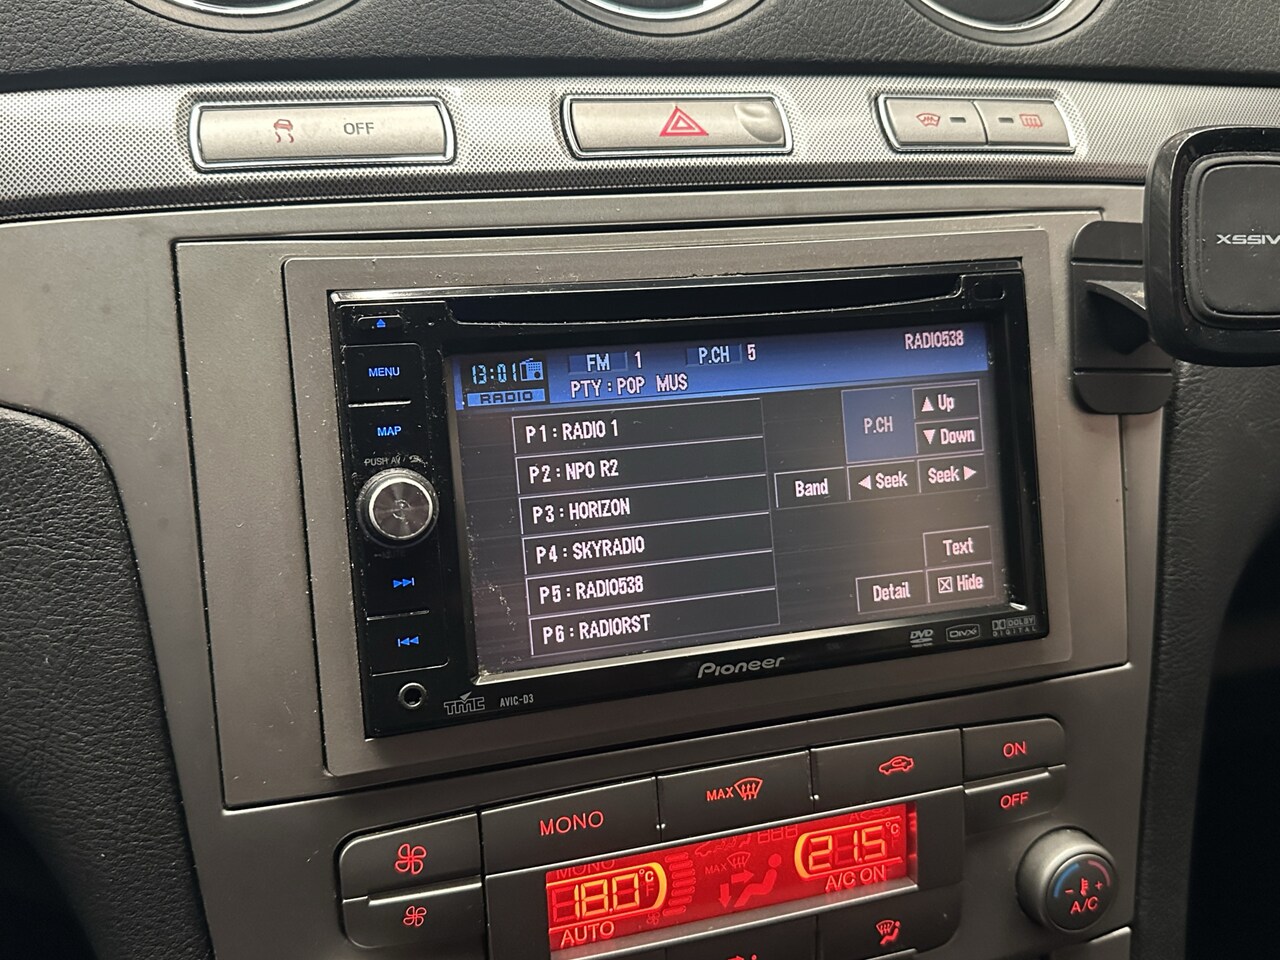 OFF
XSSIV
MENU
MAP
PUSH AV /
13:01
RADIO
FM 1 P.CH 5 RADIO538
PTY : POP MUS
P1 : RADIO 1
P2 : NPO R2
P3 : HORIZON
P4 : SKYRADIO
P5 : RADIO538
P6 : RADIORST
P.CH
▲ Up
▼ Down
Band
◀ Seek
Seek ▶
Text
Detail
Hide
TMC AVIC-D3
Pioneer
DVD
DivX
DOLBY
DIGITAL
MONO
MAX
ON
OFF
MONO
18.0°C
AUTO
MAX
21.5°C
A/C ON
- +
A/C